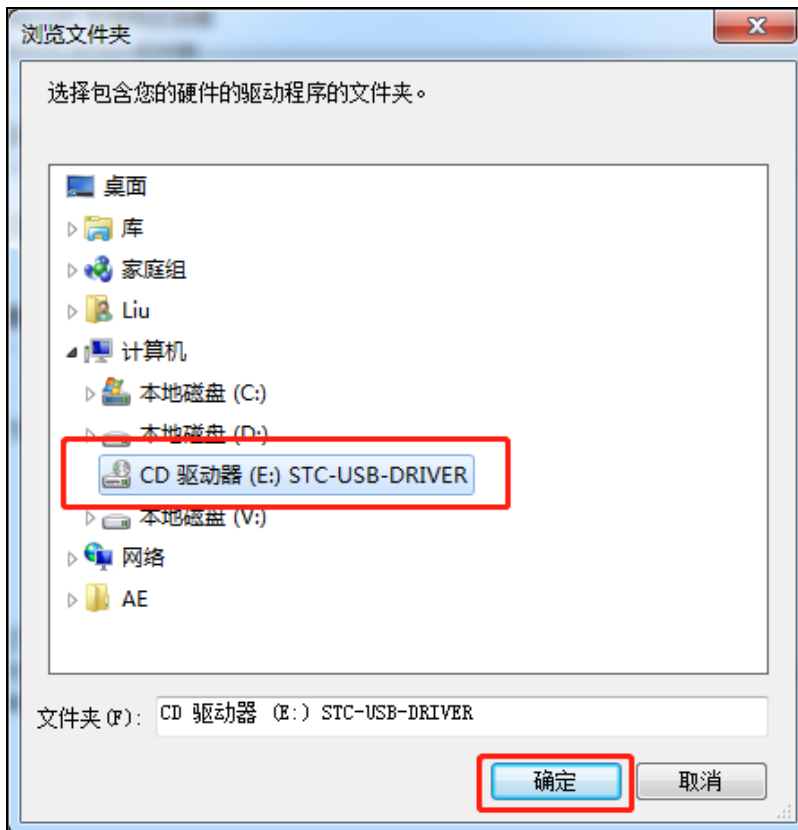 浏览文件夹
选择包含您的硬件的驱动程序的文件夹。
桌面
库
家庭组
Liu
计算机
本地磁盘 (C:)
本地磁盘 (D:)
CD 驱动器 (E:) STC-USB-DRIVER
本地磁盘 (V:)
网络
AE
文件夹(F): CD 驱动器 (E:) STC-USB-DRIVER
确定 取消